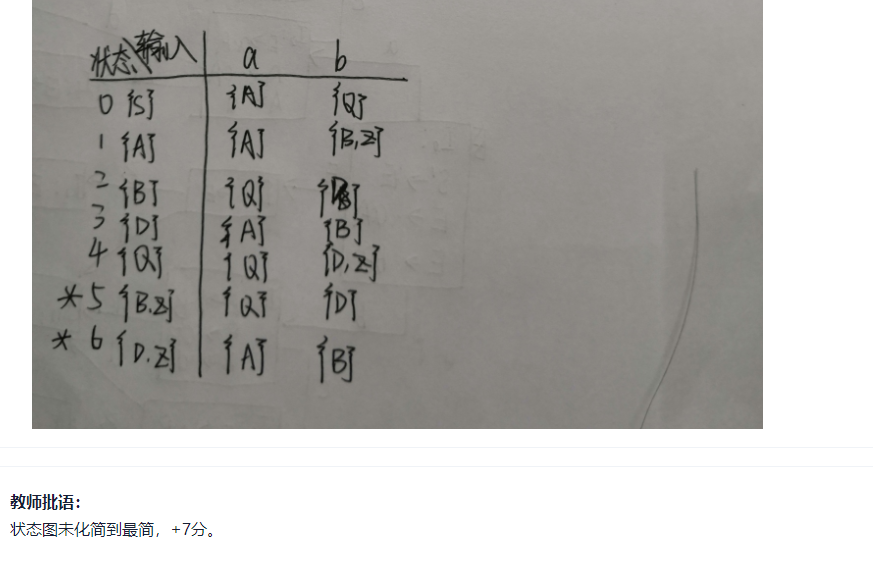 状态\输入 a b
0 {S} {A} {Q}
1 {A} {A} {B,Z}
2 {B} {Q} {D}
3 {D} {A} {B}
4 {Q} {Q} {D,Z}
*5 {B.Z} {Q} {D}
*6 {D.Z} {A} {B}
教师批语：
状态图未化简到最简，+7分。